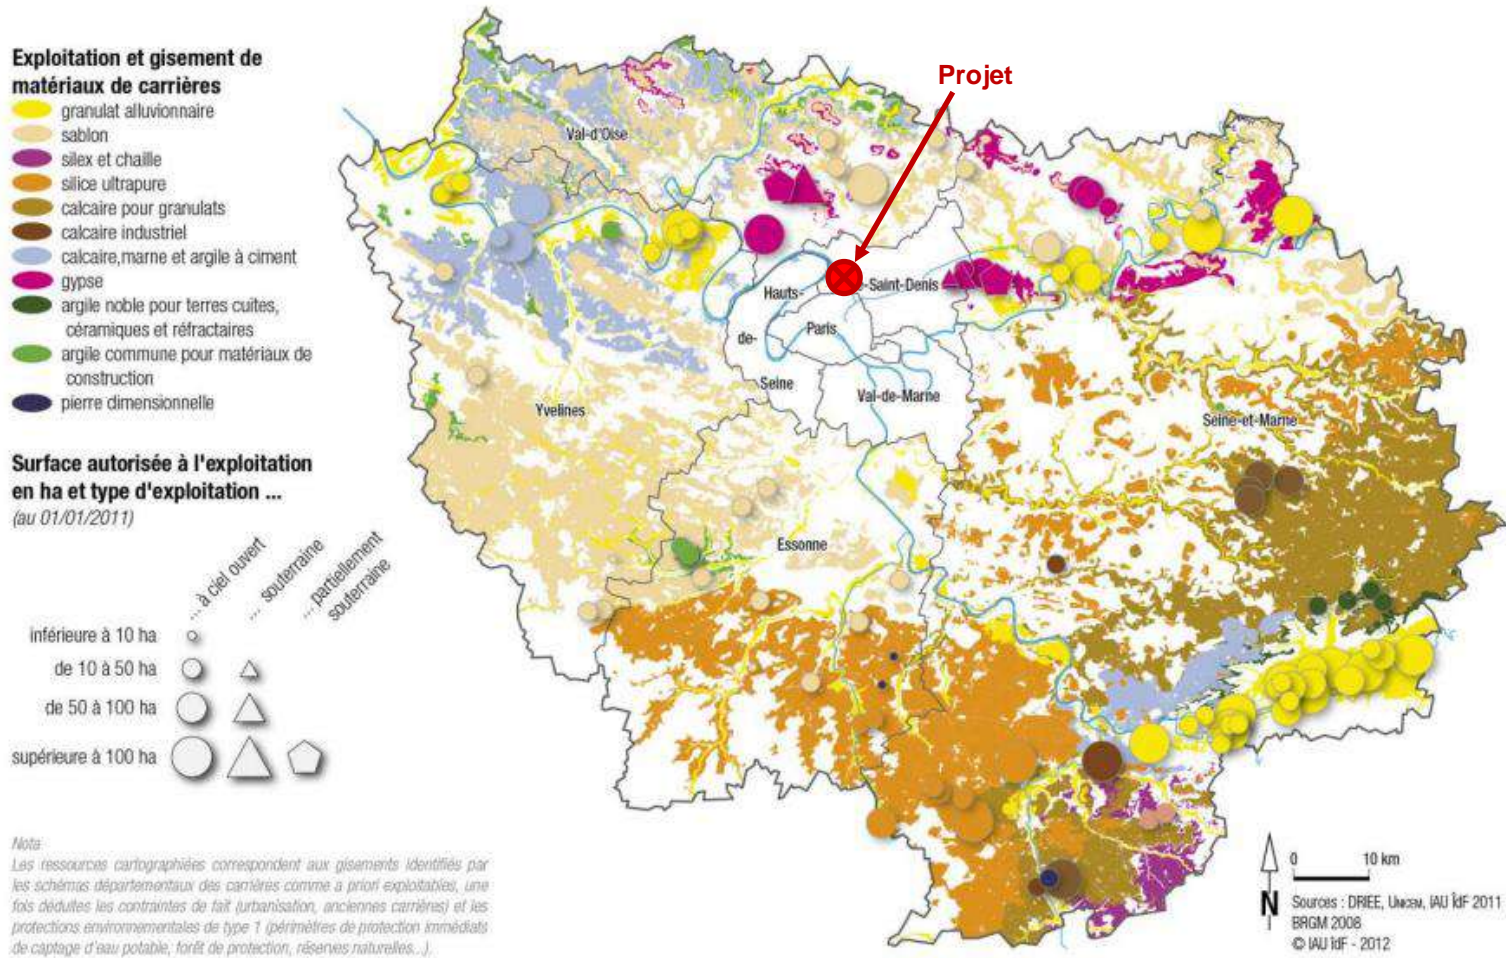 Exploitation et gisement de
matériaux de carrières
granulat alluvionnaire
sablon
silex et chaille
silice ultrapure
calcaire pour granulats
calcaire industriel
calcaire,marne et argile à ciment
gypse
argile noble pour terres cuites,
céramiques et réfractaires
argile commune pour matériaux de
construction
pierre dimensionnelle
Surface autorisée à l'exploitation
en ha et type d'exploitation ...
(au 01/01/2011)
... à ciel ouvert
... souterraine
... partiellement
souterraine
inférieure à 10 ha
de 10 à 50 ha
de 50 à 100 ha
supérieure à 100 ha
Nota
Les ressources cartographiées correspondent aux gisements identifiés par
les schémas départementaux des carrières comme a priori exploitables, une
fois déduites les contraintes de fait (urbanisation, anciennes carrières) et les
protections environnementales de type 1 (périmètres de protection immédiats
de captage d'eau potable, forêt de protection, réserves naturelles...).
Projet
Val-d'Oise
Hauts-
-Saint-Denis
Paris
de-
Seine
Val-de-Marne
Yvelines
Seine-et-Marne
Essonne
N
0 10 km
Sources : DRIEE, UNICEM, IAU îdF 2011
BRGM 2008
© IAU îdF - 2012